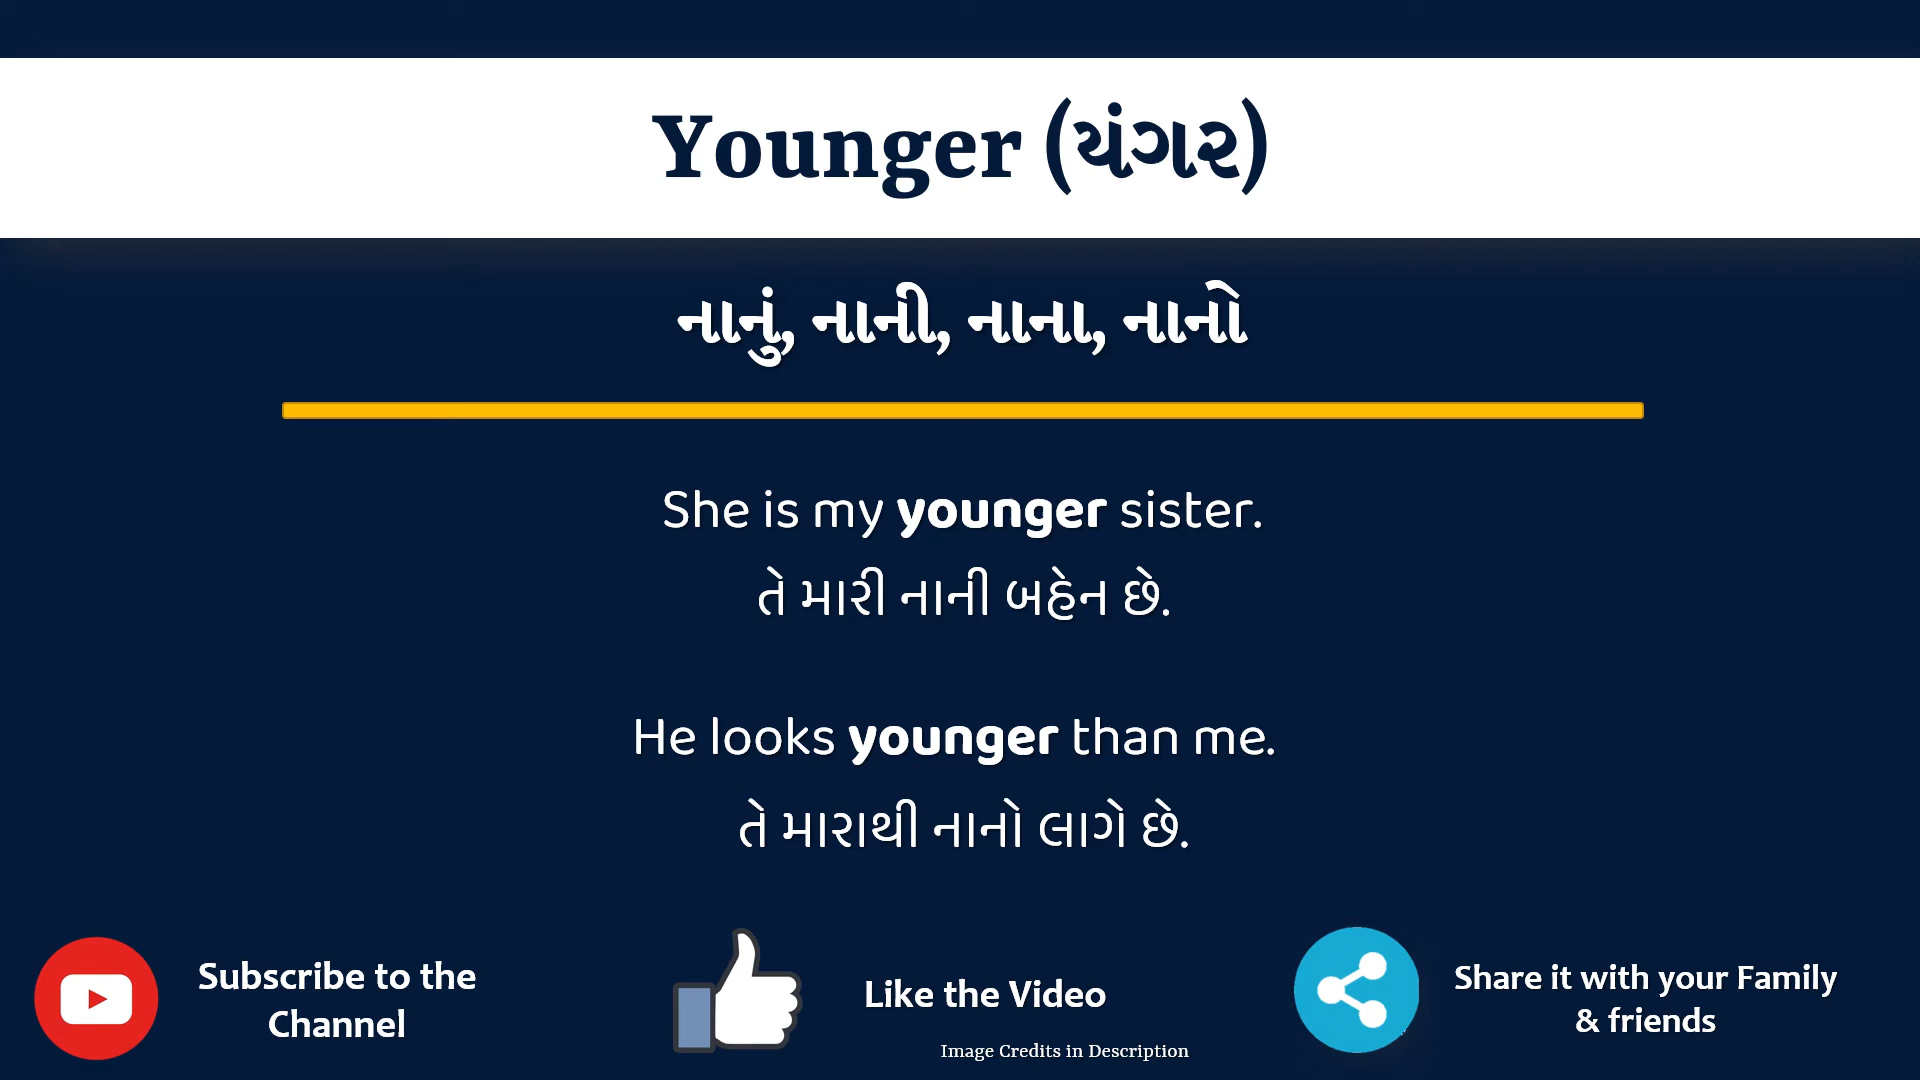 Younger (યંગર)
નાનું, નાની, નાના, નાનો
She is my younger sister.
તે મારી નાની બહેન છે.
He looks younger than me.
તે મારાથી નાનો લાગે છે.
Subscribe to the
Channel
Like the Video
Share it with your Family
& friends
Image Credits in Description